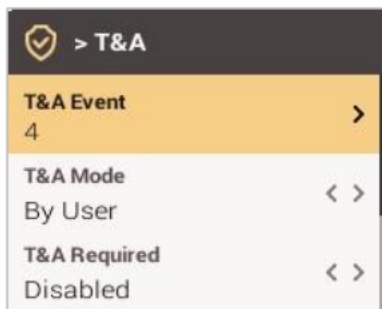 > T&A
T&A Event
4
T&A Mode
By User
T&A Required
Disabled